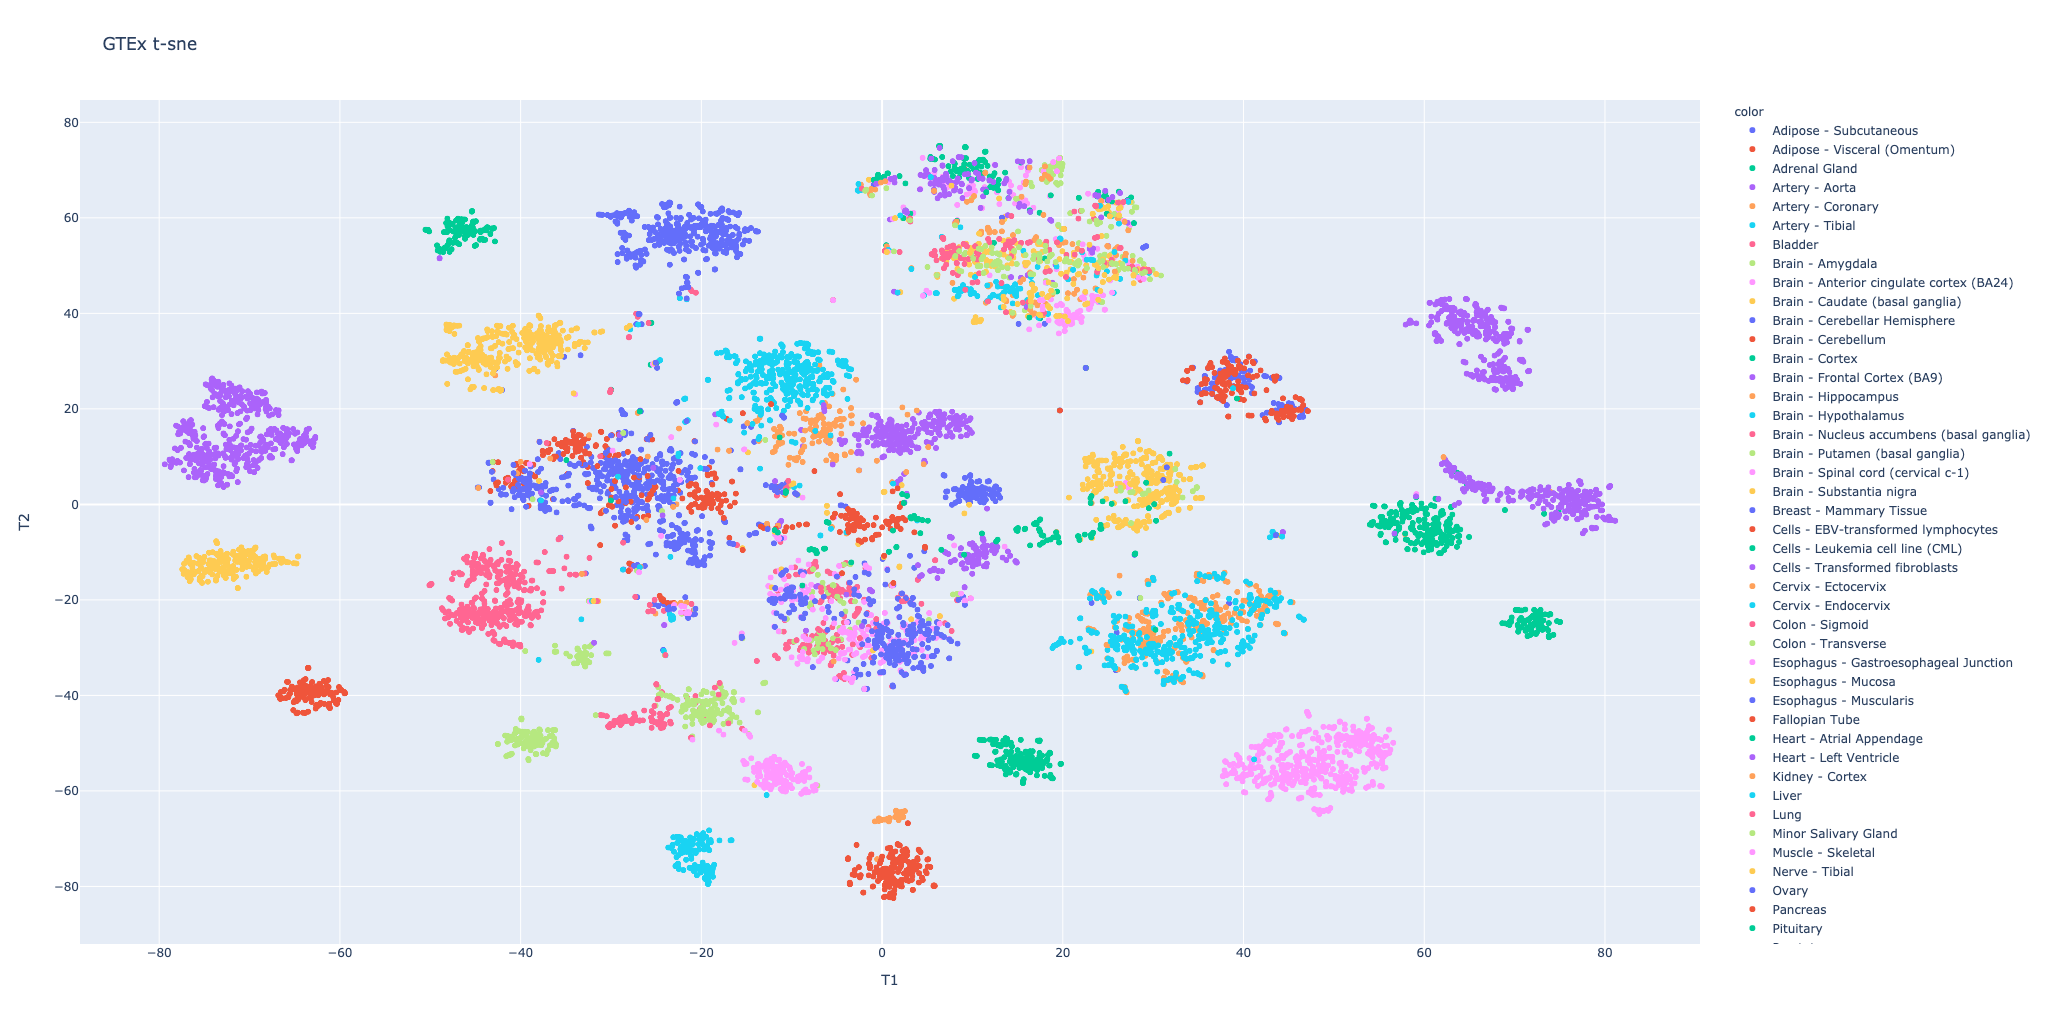 GTEx t-sne
80
60
40
20
0
−20
−40
−60
−80
T2
−80
−60
−40
−20
0
20
40
60
80
T1
color
Adipose - Subcutaneous
Adipose - Visceral (Omentum)
Adrenal Gland
Artery - Aorta
Artery - Coronary
Artery - Tibial
Bladder
Brain - Amygdala
Brain - Anterior cingulate cortex (BA24)
Brain - Caudate (basal ganglia)
Brain - Cerebellar Hemisphere
Brain - Cerebellum
Brain - Cortex
Brain - Frontal Cortex (BA9)
Brain - Hippocampus
Brain - Hypothalamus
Brain - Nucleus accumbens (basal ganglia)
Brain - Putamen (basal ganglia)
Brain - Spinal cord (cervical c-1)
Brain - Substantia nigra
Breast - Mammary Tissue
Cells - EBV-transformed lymphocytes
Cells - Leukemia cell line (CML)
Cells - Transformed fibroblasts
Cervix - Ectocervix
Cervix - Endocervix
Colon - Sigmoid
Colon - Transverse
Esophagus - Gastroesophageal Junction
Esophagus - Mucosa
Esophagus - Muscularis
Fallopian Tube
Heart - Atrial Appendage
Heart - Left Ventricle
Kidney - Cortex
Liver
Lung
Minor Salivary Gland
Muscle - Skeletal
Nerve - Tibial
Ovary
Pancreas
Pituitary